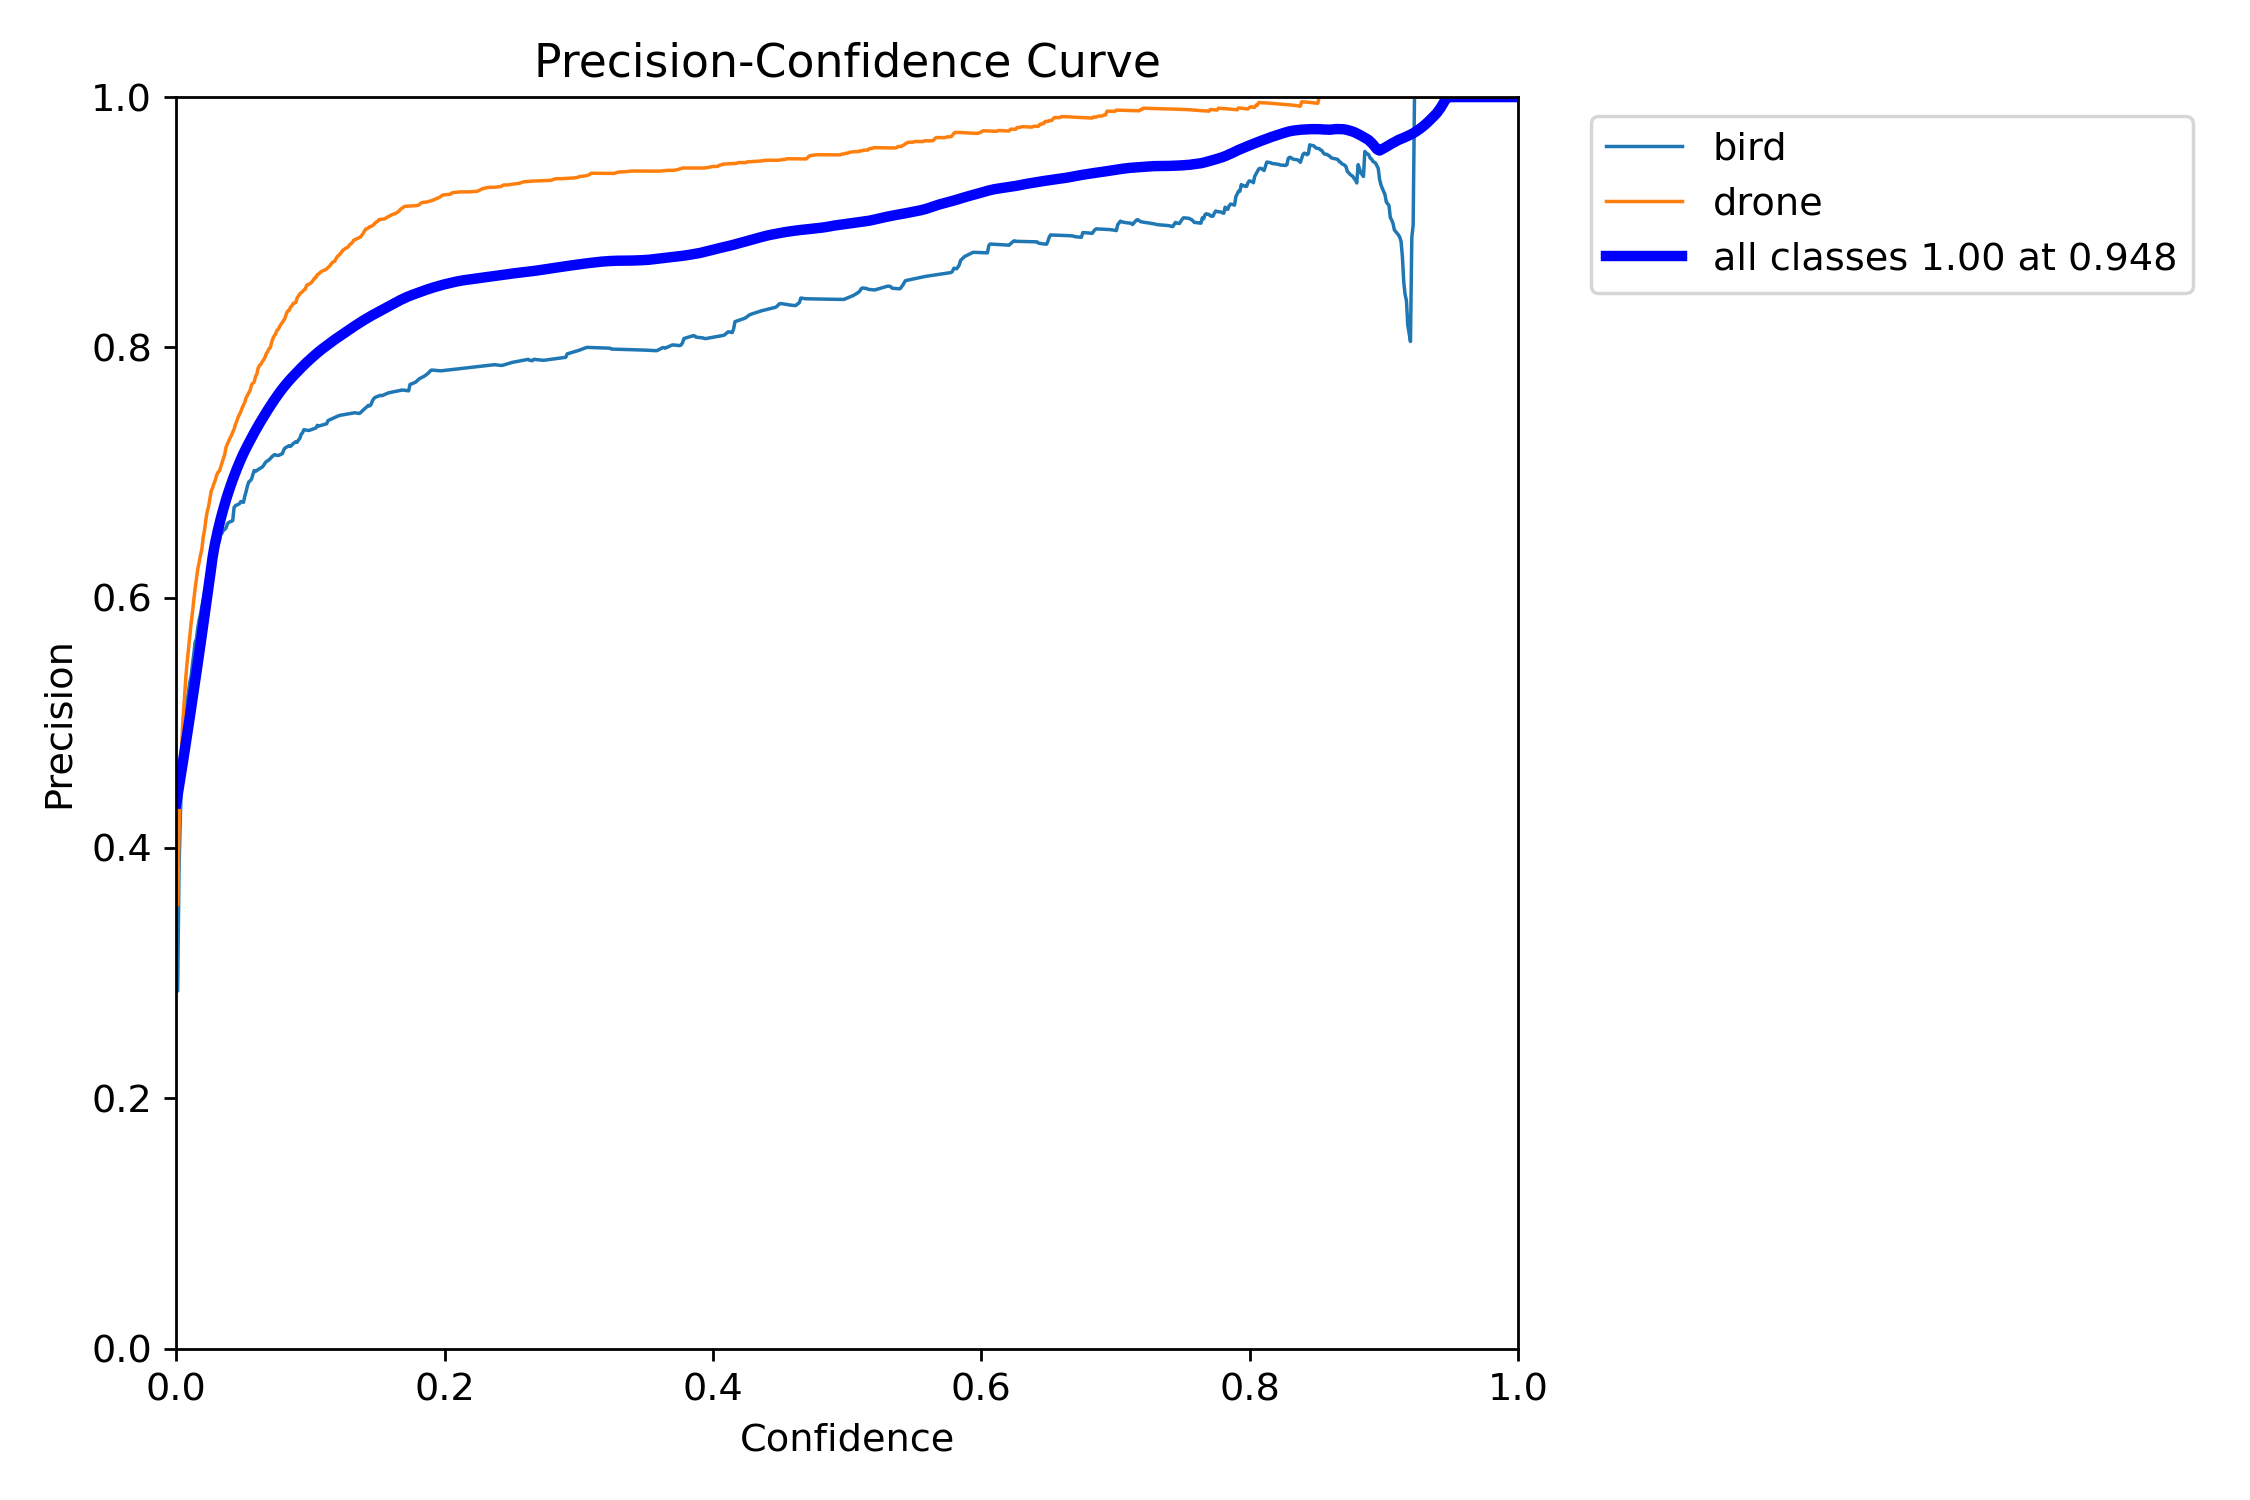 Precision-Confidence Curve
1.0
0.8
0.6
0.4
0.2
0.0
Precision
0.0 0.2 0.4 0.6 0.8 1.0
Confidence
bird
drone
all classes 1.00 at 0.948